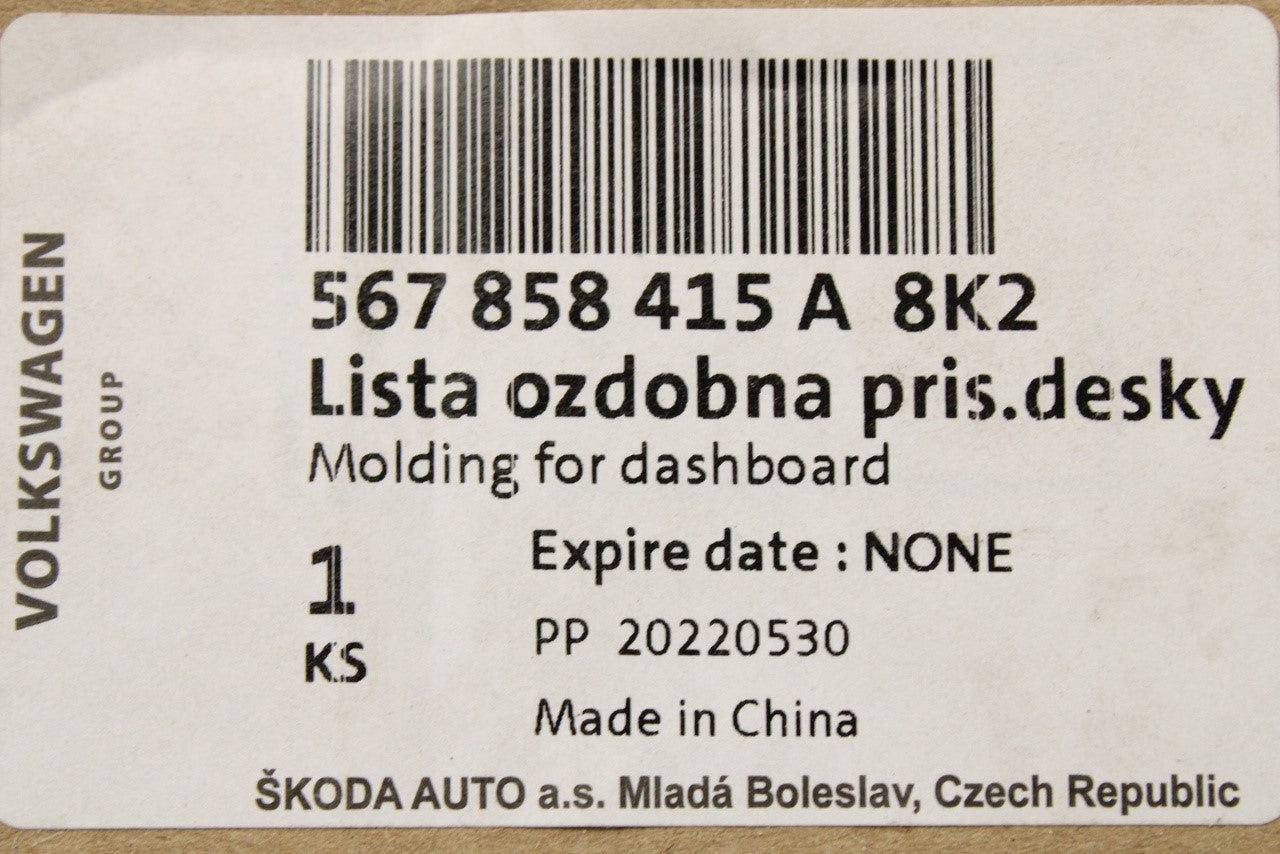 VOLKSWAGEN
GROUP
567 858 415 A 8K2
Lista ozdobna pris.desky
Molding for dashboard
1
KS
Expire date : NONE
PP 20220530
Made in China
ŠKODA AUTO a.s. Mladá Boleslav, Czech Republic